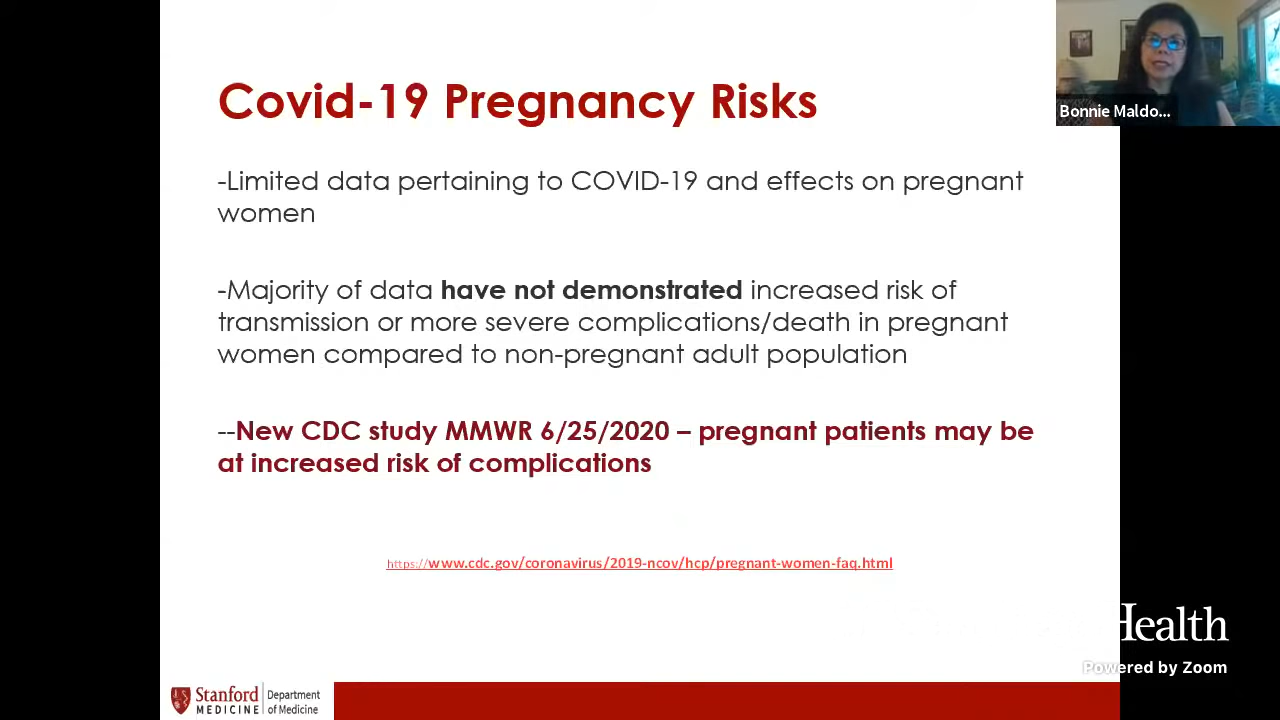 Covid-19 Pregnancy Risks
Bonnie Maldo...
-Limited data pertaining to COVID-19 and effects on pregnant
women
-Majority of data have not demonstrated increased risk of
transmission or more severe complications/death in pregnant
women compared to non-pregnant adult population
--New CDC study MMWR 6/25/2020 – pregnant patients may be
at increased risk of complications
https://www.cdc.gov/coronavirus/2019-ncov/hcp/pregnant-women-faq.html
Health
Powered by Zoom
Stanford
MEDICINE
Department
of Medicine